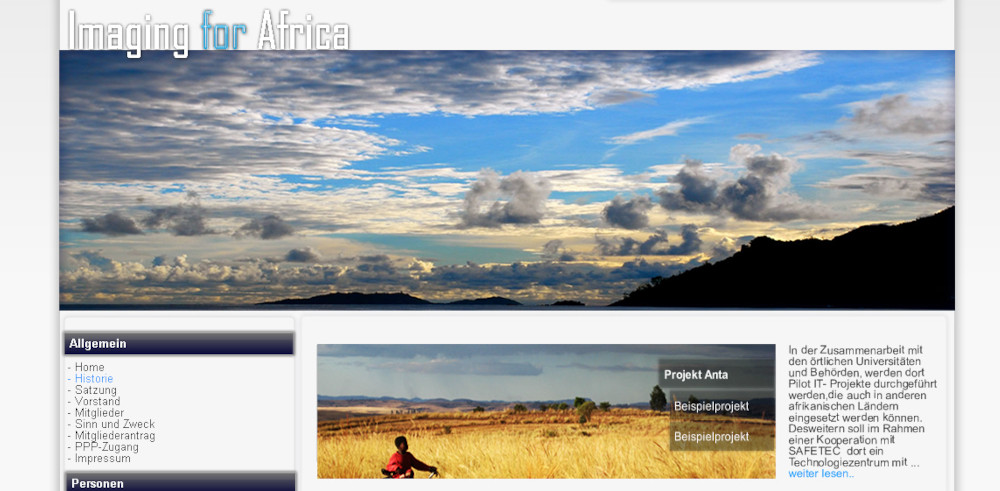 Imaging for Africa
Allgemein
- Home
- Historie
- Satzung
- Vorstand
- Mitglieder
- Sinn und Zweck
- Mitgliederantrag
- PPP-Zugang
- Impressum
Personen
Projekt Anta
Beispielprojekt
Beispielprojekt
In der Zusammenarbeit mit
den örtlichen Universitäten
und Behörden, werden dort
Pilot IT- Projekte durchgeführt
werden,die auch in anderen
afrikanischen Ländern
eingesetzt werden können.
Desweitern soll im Rahmen
einer Kooperation mit
SAFETEC dort ein
Technologiezentrum mit ...
weiter lesen..